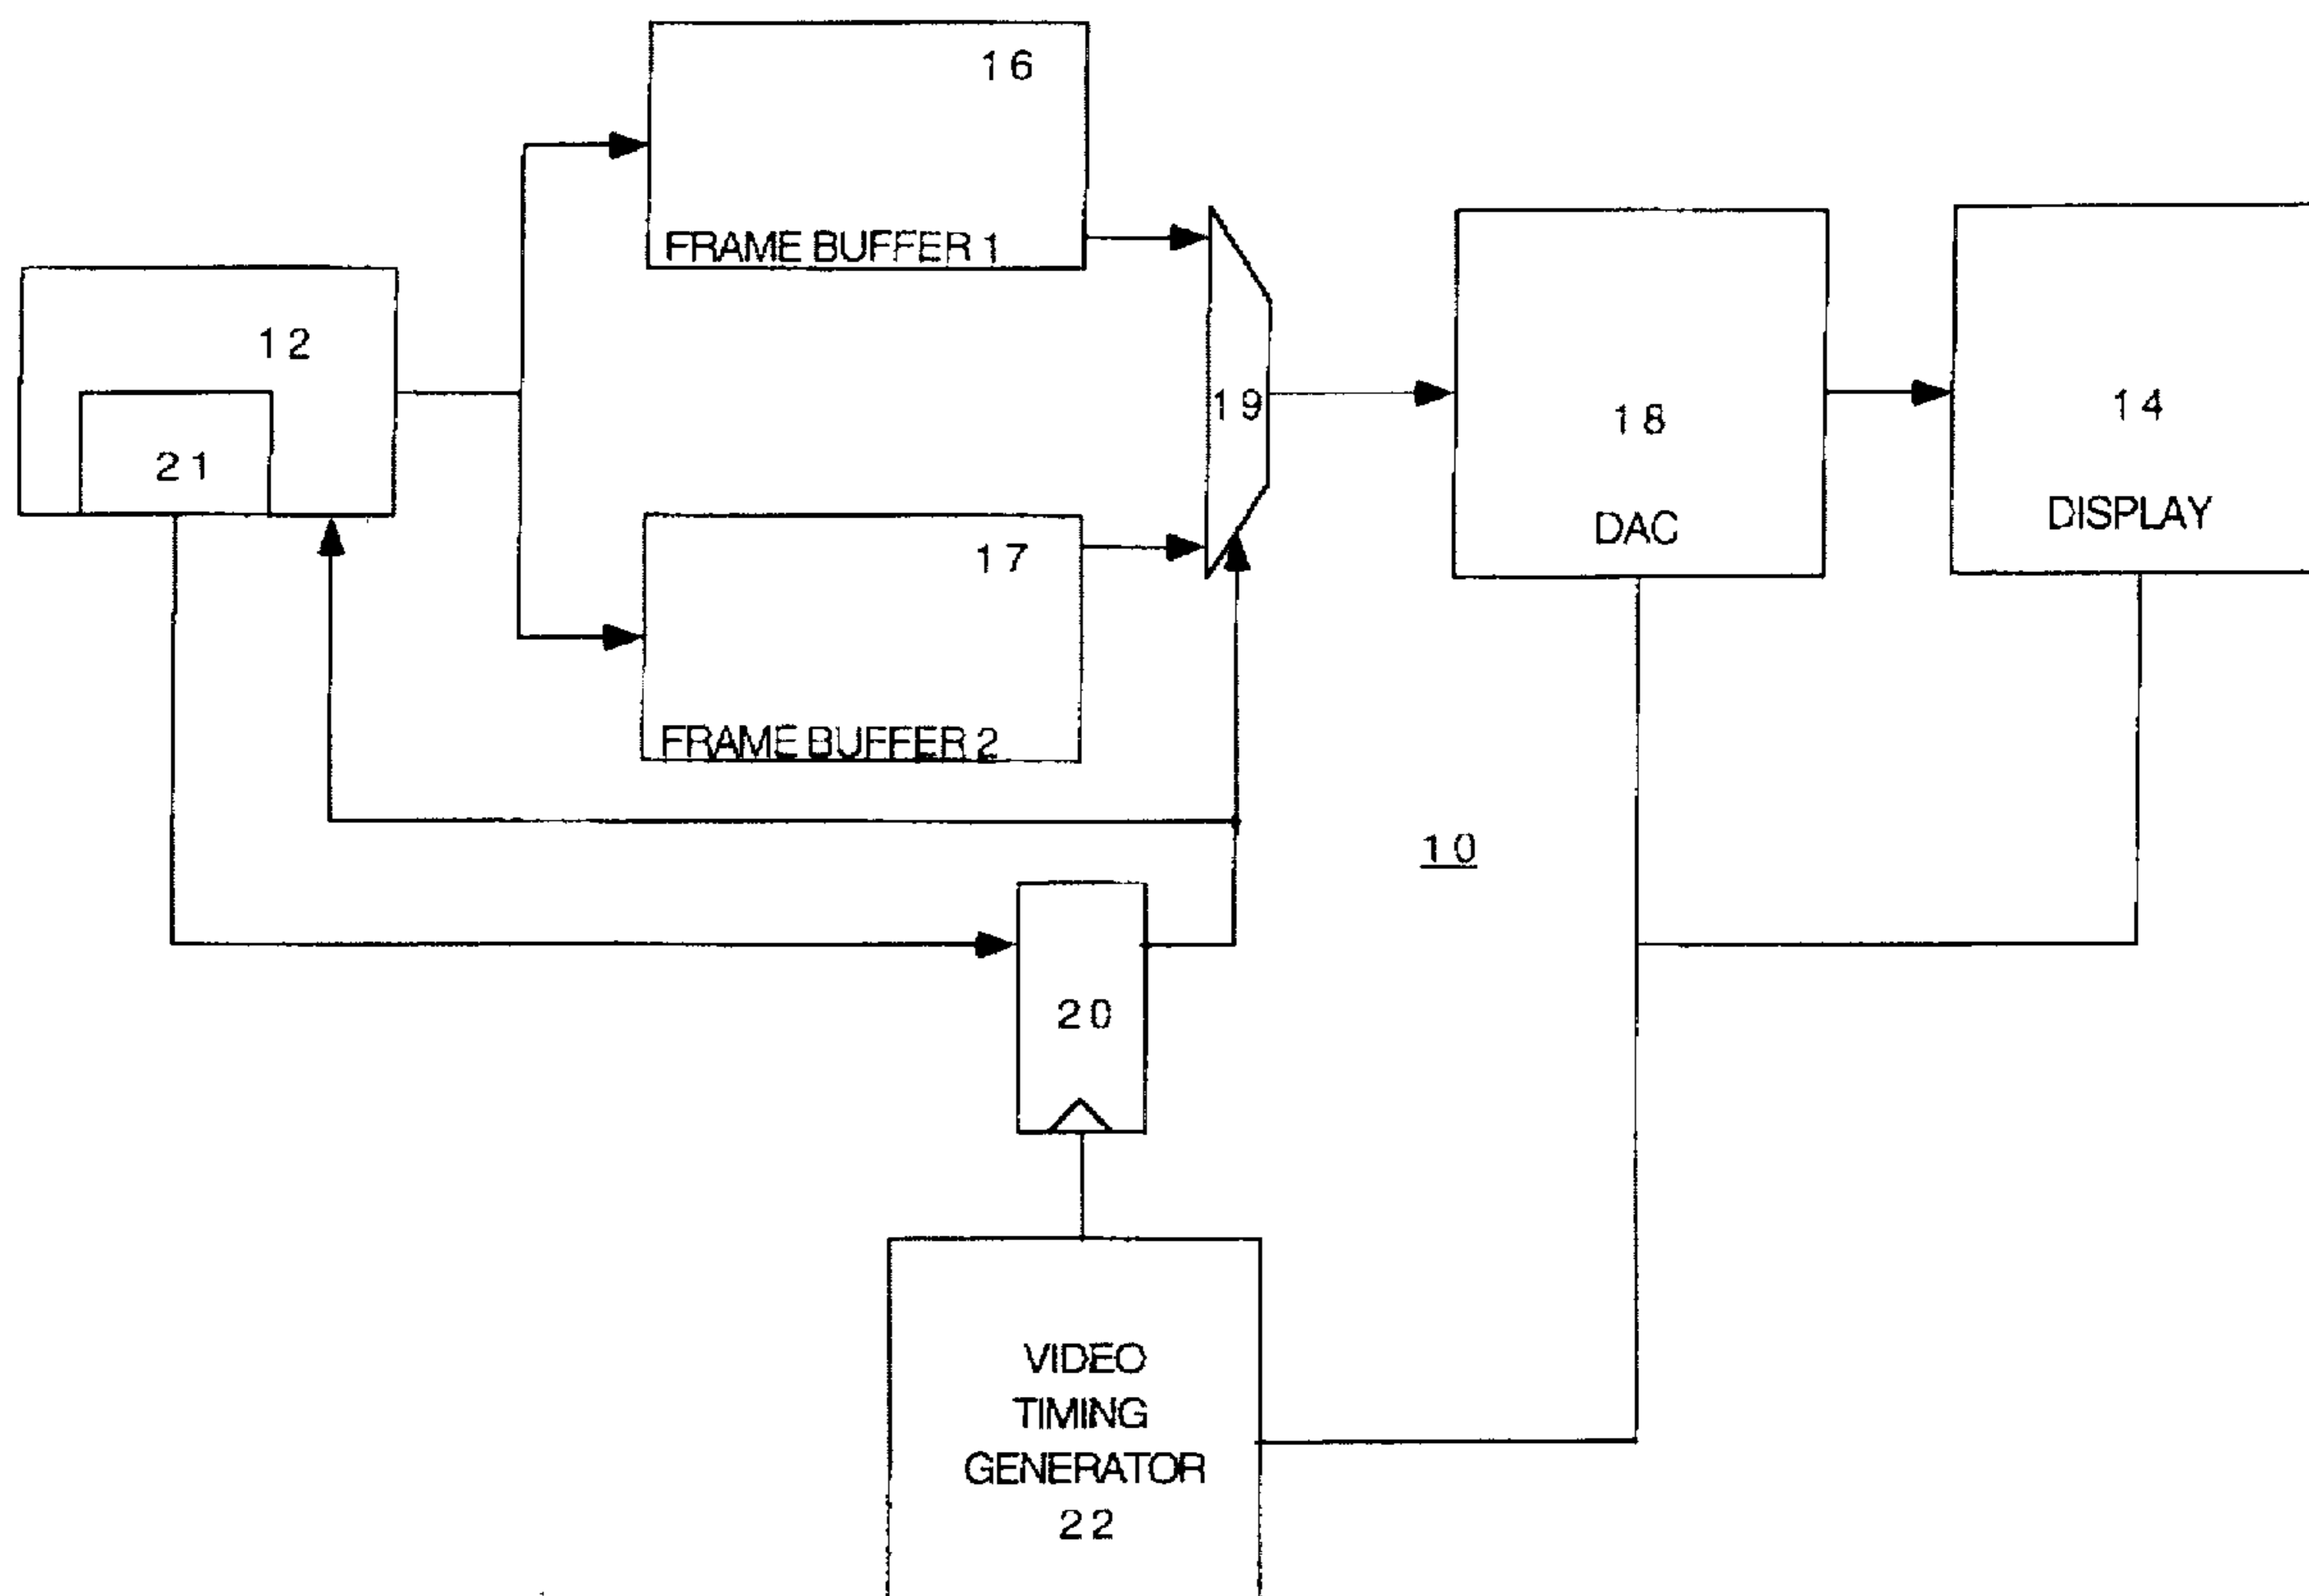 16
FRAME BUFFER 1
12
21
19
18
DAC
14
DISPLAY
17
FRAME BUFFER 2
10
20
VIDEO
TIMING
GENERATOR
22